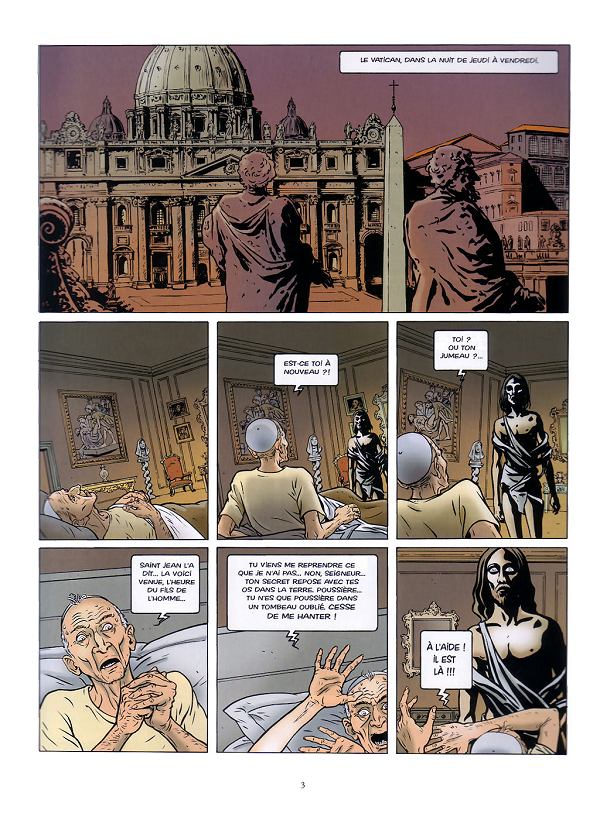 LE VATICAN, DANS LA NUIT DE JEUDI À VENDREDI.
EST-CE TOI À
NOUVEAU ?!
TOI ?
OU TON
JUMEAU ?...
SAINT JEAN L'A
DIT... LA VOICI
VENUE, L'HEURE
DU FILS DE
L'HOMME...
TU VIENS ME REPRENDRE CE
QUE JE N'AI PAS... NON, SEIGNEUR...
TON SECRET REPOSE AVEC TES
OS DANS LA TERRE. POUSSIÈRE...
TU N'ES QUE POUSSIÈRE DANS
UN TOMBEAU OUBLIÉ. CESSE
DE ME HANTER !
À L'AIDE !
IL EST
LÀ !!!
3